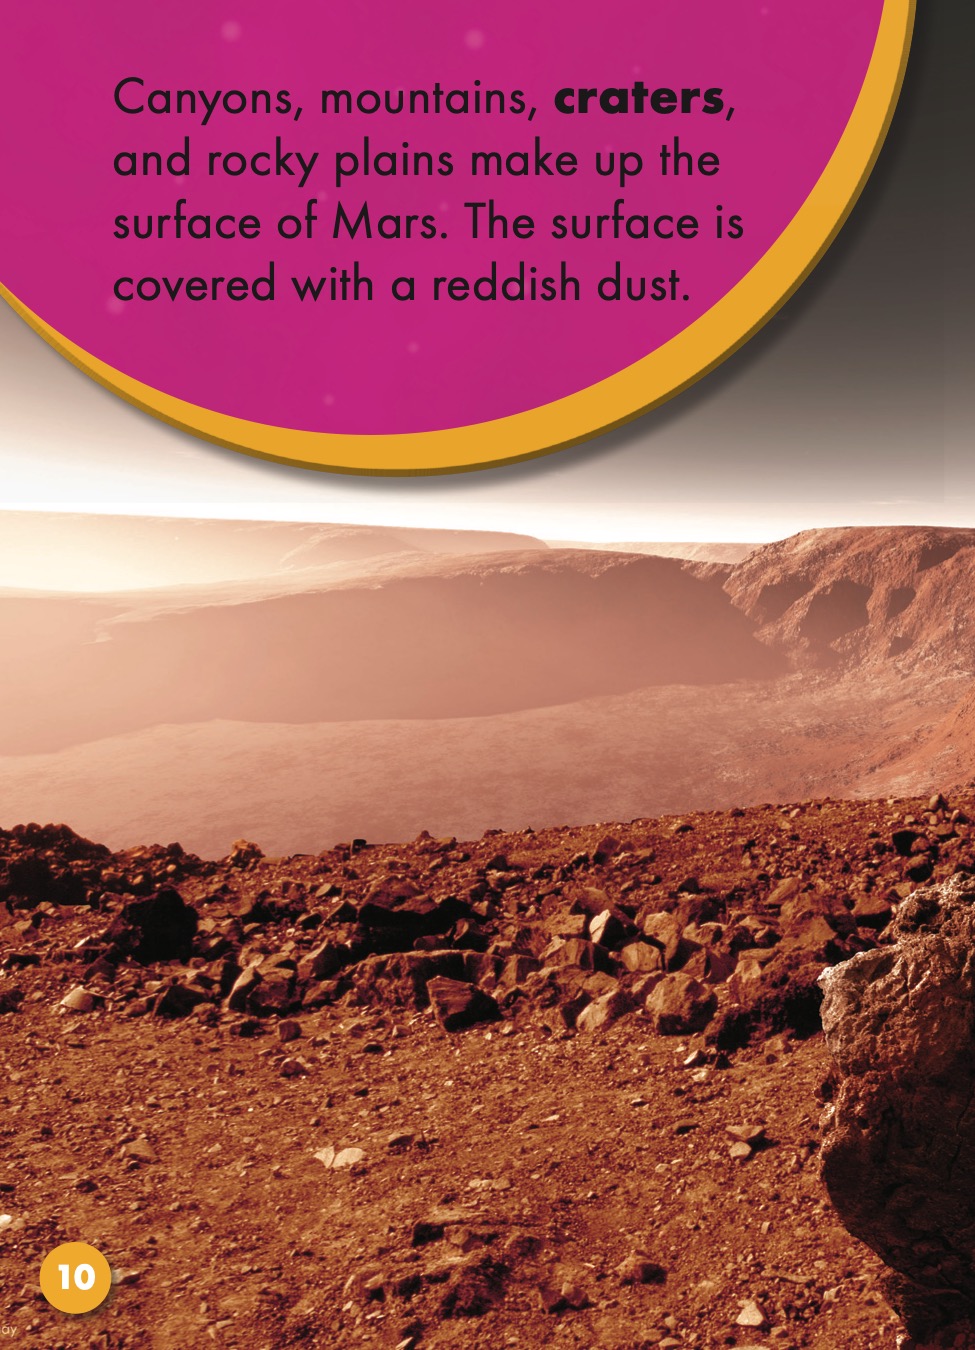 Canyons, mountains, craters,
and rocky plains make up the
surface of Mars. The surface is
covered with a reddish dust.
10